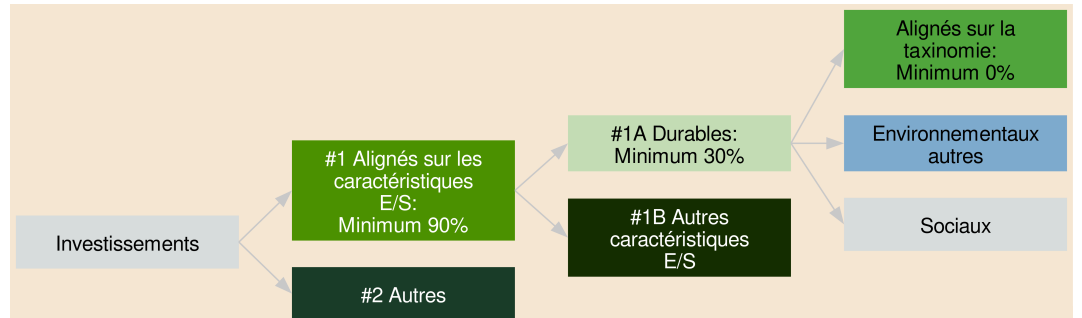 Investissements
#1 Alignés sur les
caractéristiques
E/S:
Minimum 90%
#2 Autres
#1A Durables:
Minimum 30%
#1B Autres
caractéristiques
E/S
Alignés sur la
taxinomie:
Minimum 0%
Environnementaux
autres
Sociaux